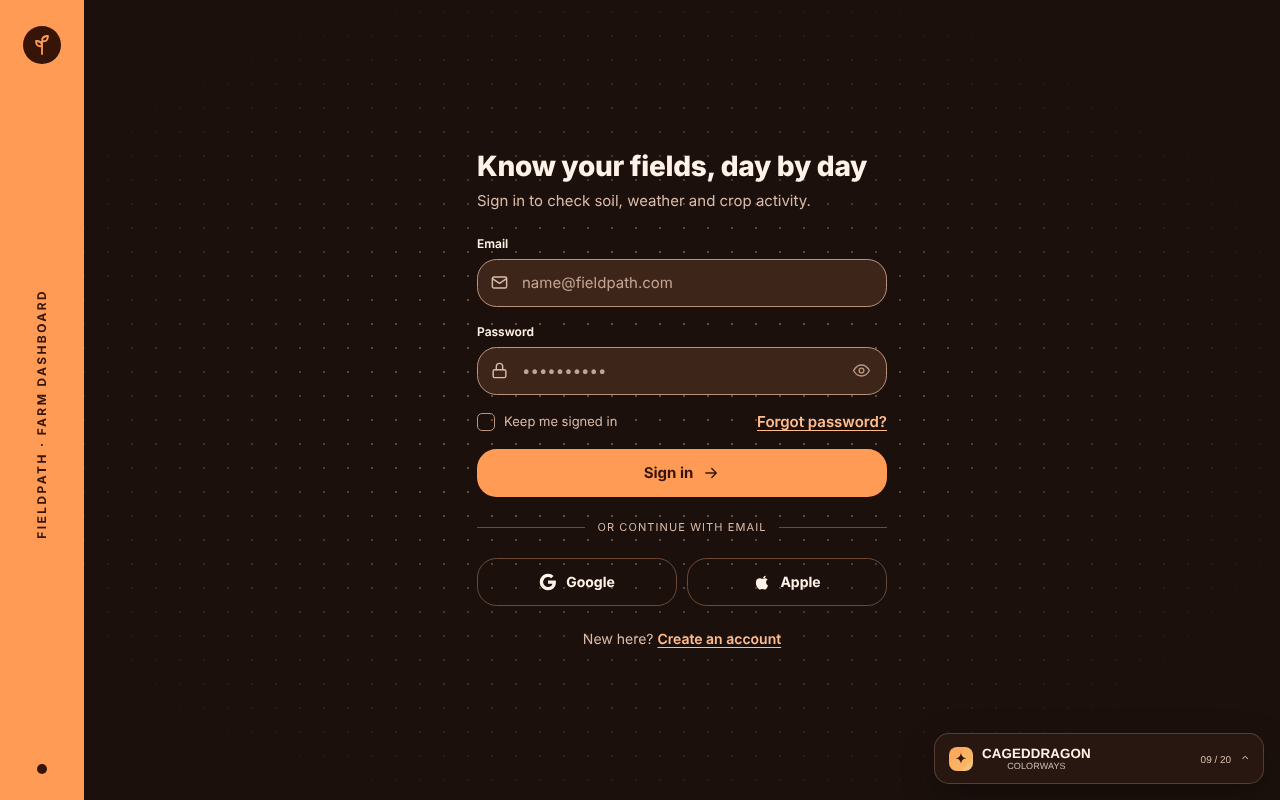 FIELDPATH · FARM DASHBOARD
Know your fields, day by day
Sign in to check soil, weather and crop activity.
Email
name@fieldpath.com
Password
Keep me signed in
Forgot password?
Sign in
OR CONTINUE WITH EMAIL
Google
Apple
New here? Create an account
CAGEDDRAGON
COLORWAYS
09 / 20